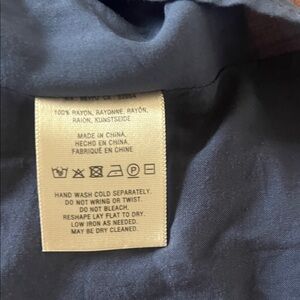 100% RAYON, RAYONNE, RAYÓN,
RAION, KUNSTSEIDE
MADE IN CHINA,
HECHO EN CHINA,
FABRIQUÉ EN CHINE
HAND WASH COLD SEPARATELY.
DO NOT WRING OR TWIST.
DO NOT BLEACH.
RESHAPE LAY FLAT TO DRY.
LOW IRON AS NEEDED.
MAY BE DRY CLEANED.